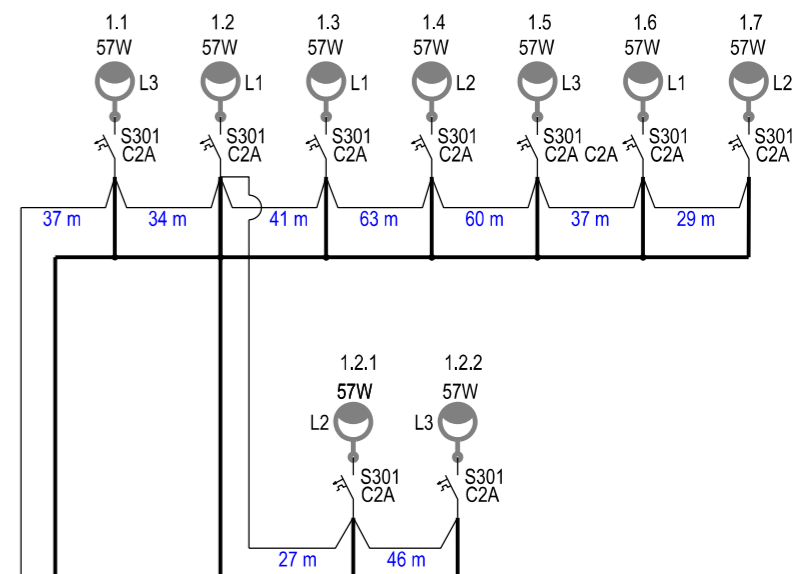 1.1 1.2 1.3 1.4 1.5 1.6 1.7
57W 57W 57W 57W 57W 57W 57W
L3 L1 L1 L2 L3 L1 L2
S301 S301 S301 S301 S301 S301 S301
C2A C2A C2A C2A C2A C2A C2A C2A
37 m 34 m 41 m 63 m 60 m 37 m 29 m
1.2.1 1.2.2
57W 57W
L2 L3
S301 S301
C2A C2A
27 m 46 m